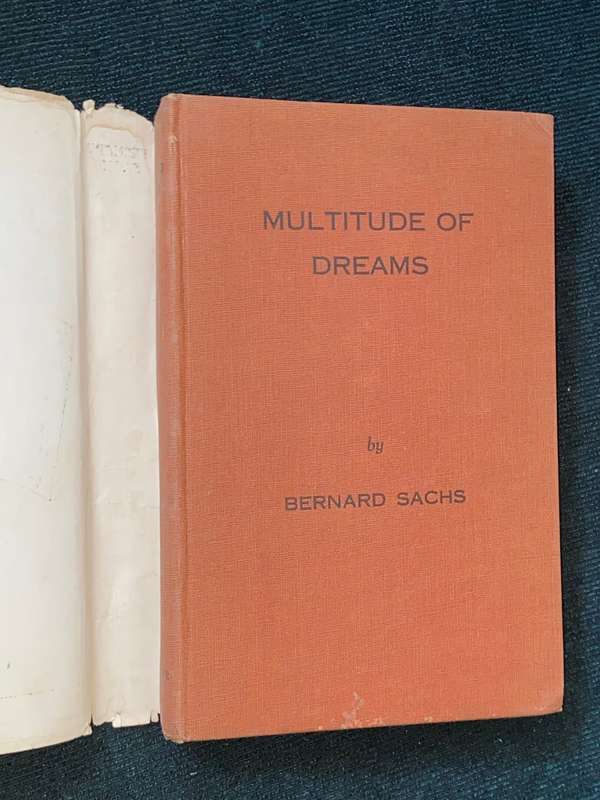 MULTITUDE OF
DREAMS
by
BERNARD SACHS